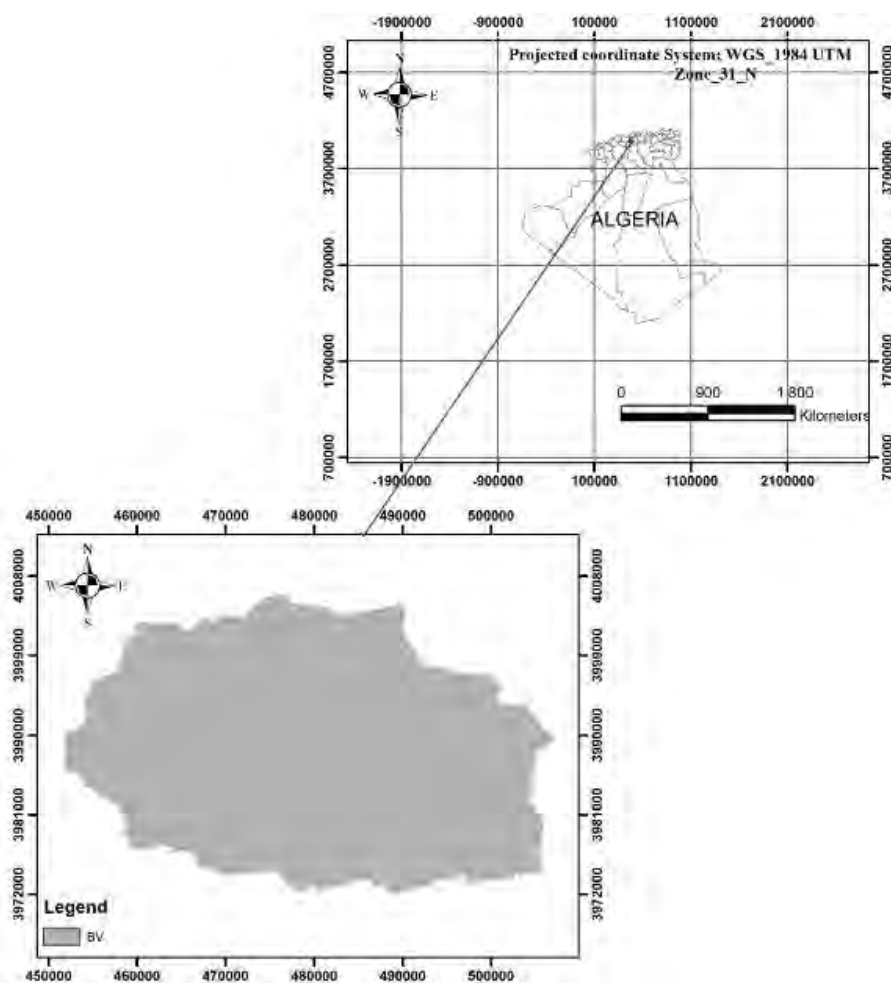 -19000000 -900000 100000 1100000 2100000
Projected coordinate System: WGS_1984 UTM
Zone_31_N
N
W E
S
4700000 4700000
3700000 3700000
ALGERIA
2700000 2700000
1700000 1700000
0 900 1 800
Kilometers
700000 700000
-19000000 -900000 100000 1100000 2100000
450000 460000 470000 480000 490000 500000
N
W E
S
4008000 4008000
3999000 3999000
3990000 3990000
3981000 3981000
3972000 3972000
Legend
BV
450000 460000 470000 480000 490000 500000